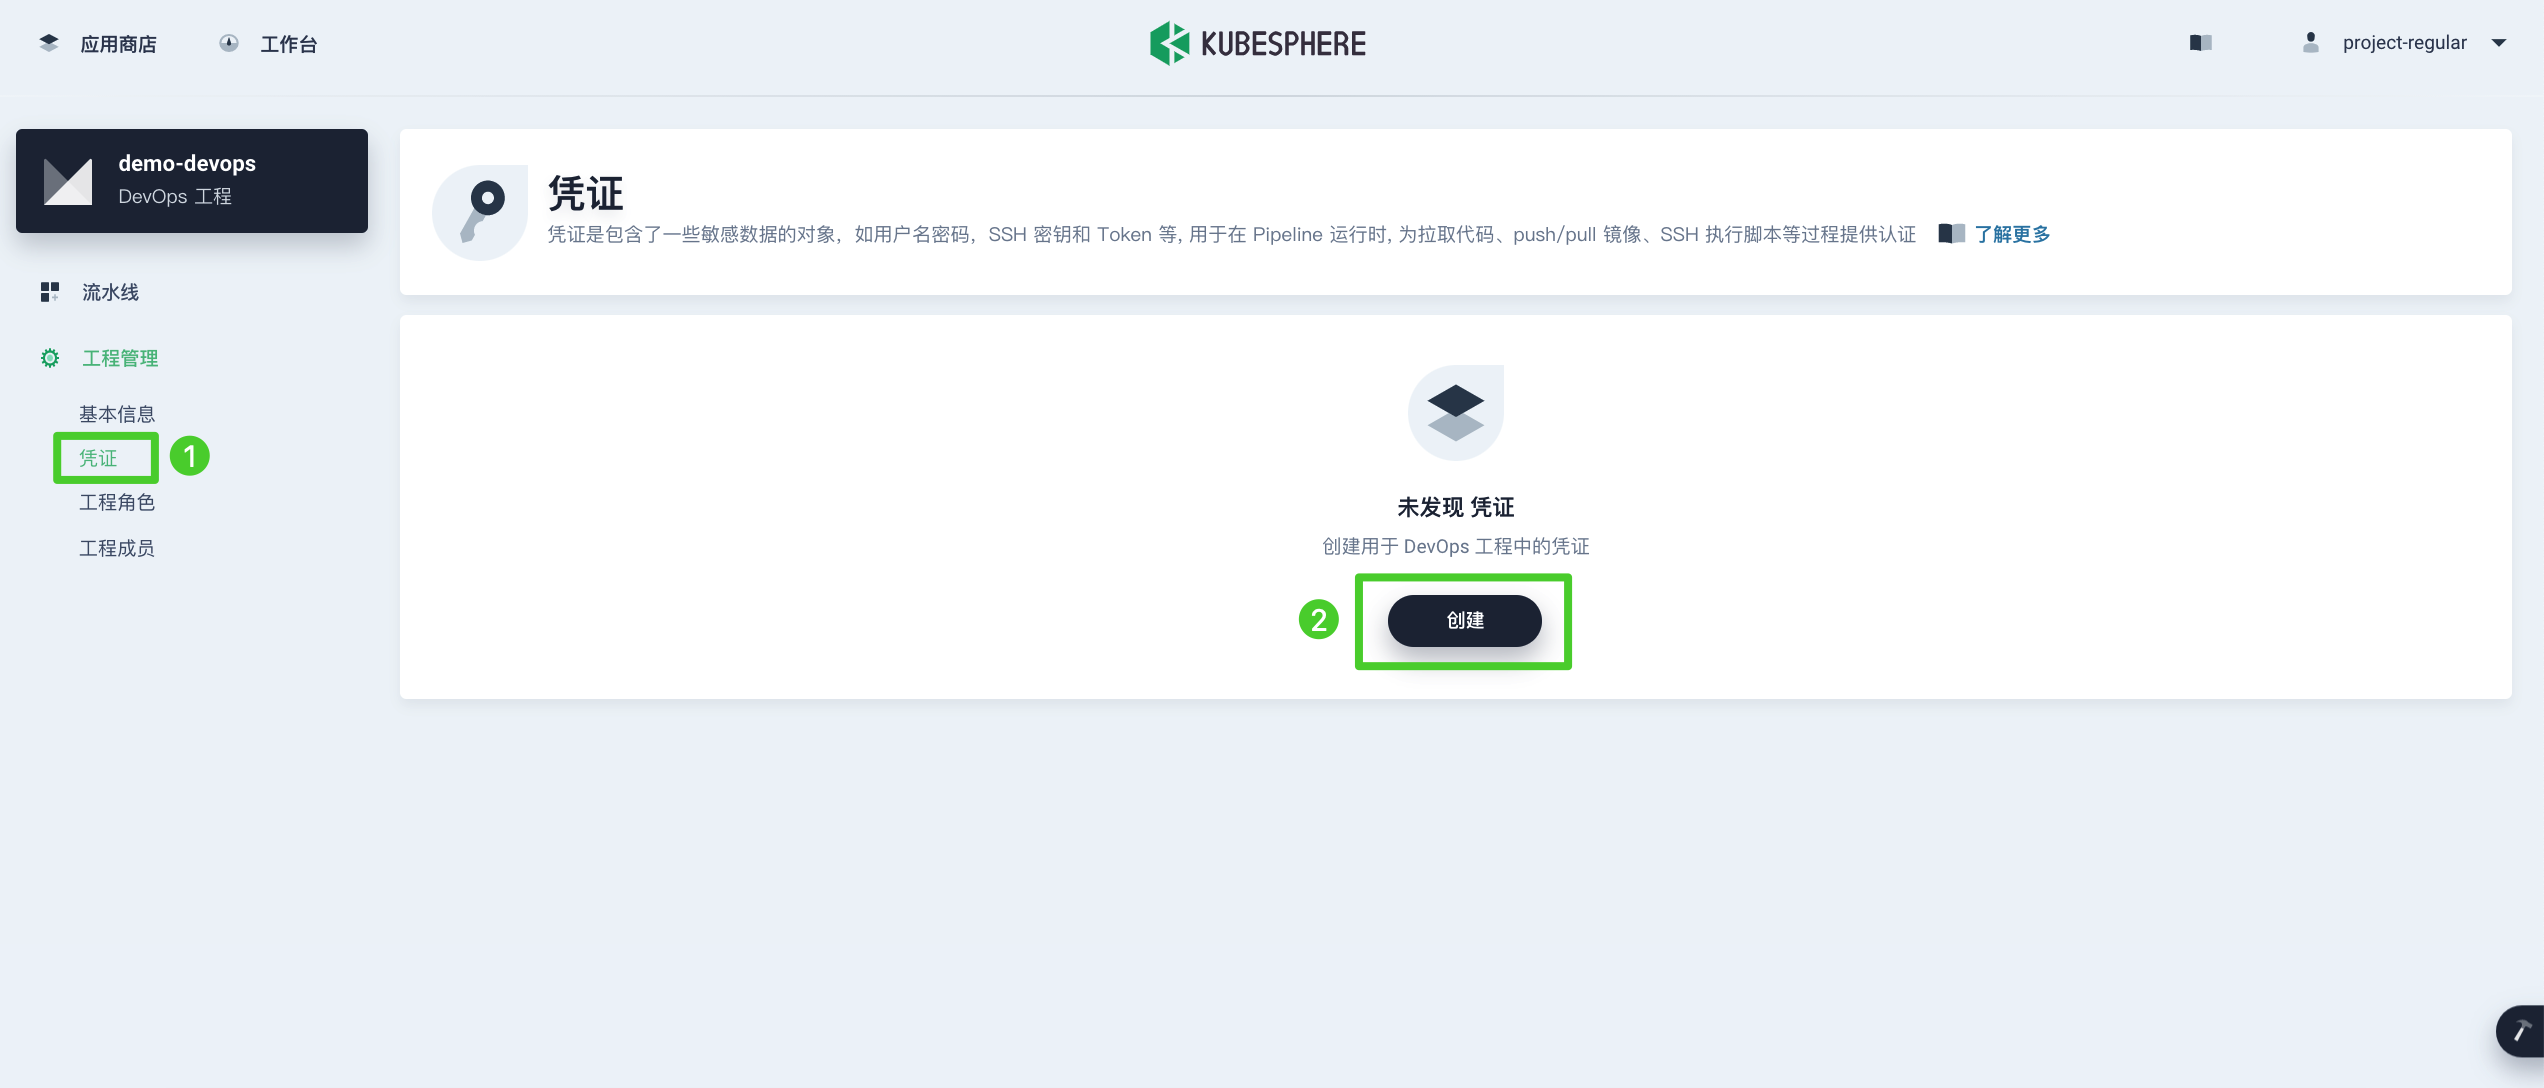 应用商店
工作台
KUBESPHERE
project-regular
demo-devops
DevOps 工程
流水线
工程管理
基本信息
凭证
1
工程角色
工程成员
凭证
凭证是包含了一些敏感数据的对象，如用户名密码，SSH 密钥和 Token 等, 用于在 Pipeline 运行时, 为拉取代码、push/pull 镜像、SSH 执行脚本等过程提供认证
了解更多
未发现 凭证
创建用于 DevOps 工程中的凭证
2
创建